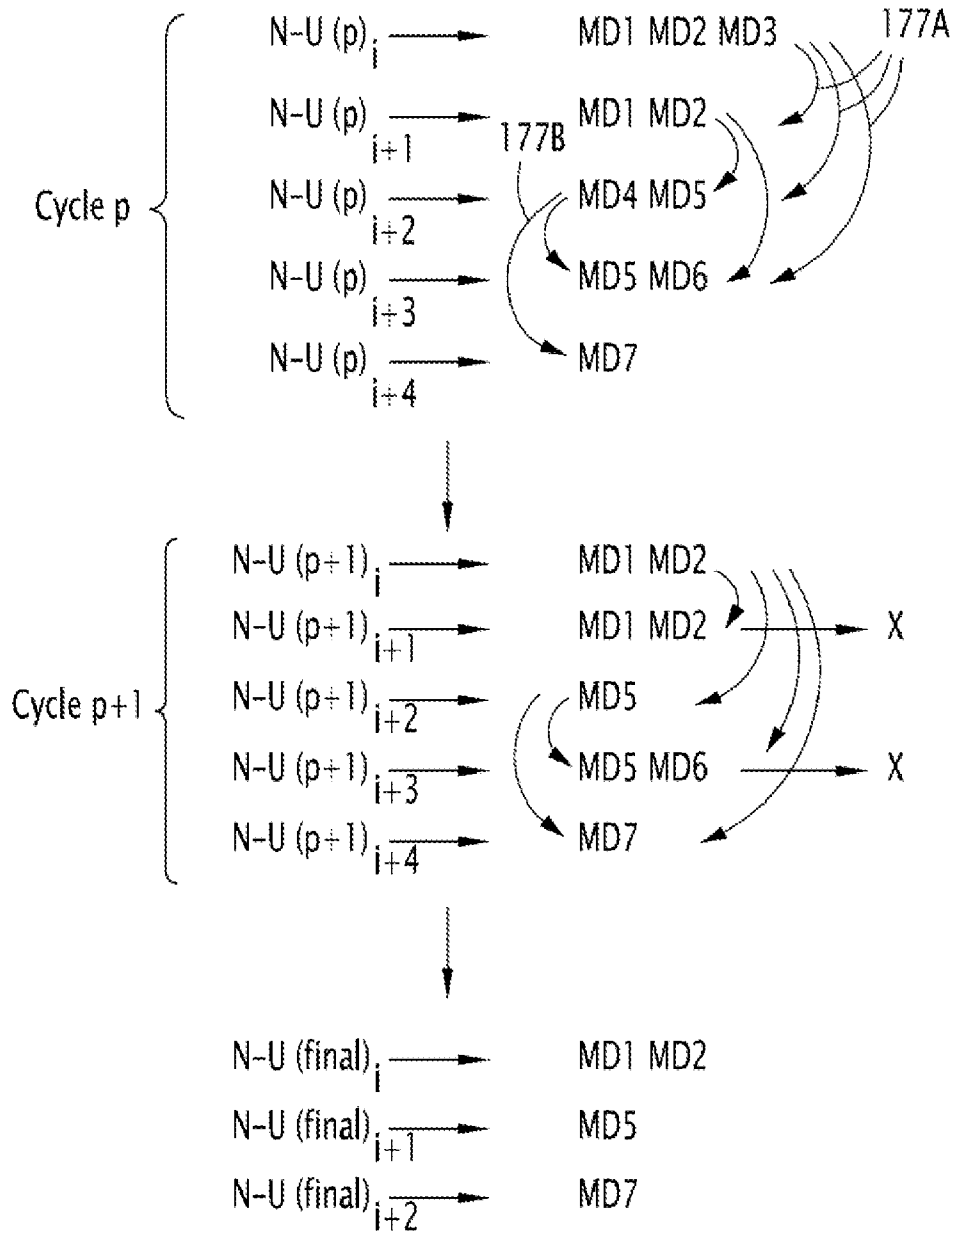 N-U (p) i MD1 MD2 MD3 177A
N-U (p) i+1 MD1 MD2
177B
Cycle p N-U (p) i+2 MD4 MD5
N-U (p) i+3 MD5 MD6
N-U (p) i+4 MD7
N-U (p+1) i MD1 MD2
N-U (p+1) i+1 MD1 MD2 X
Cycle p+1 N-U (p+1) i+2 MD5
N-U (p+1) i+3 MD5 MD6 X
N-U (p+1) i+4 MD7
N-U (final) i MD1 MD2
N-U (final) i+1 MD5
N-U (final) i+2 MD7